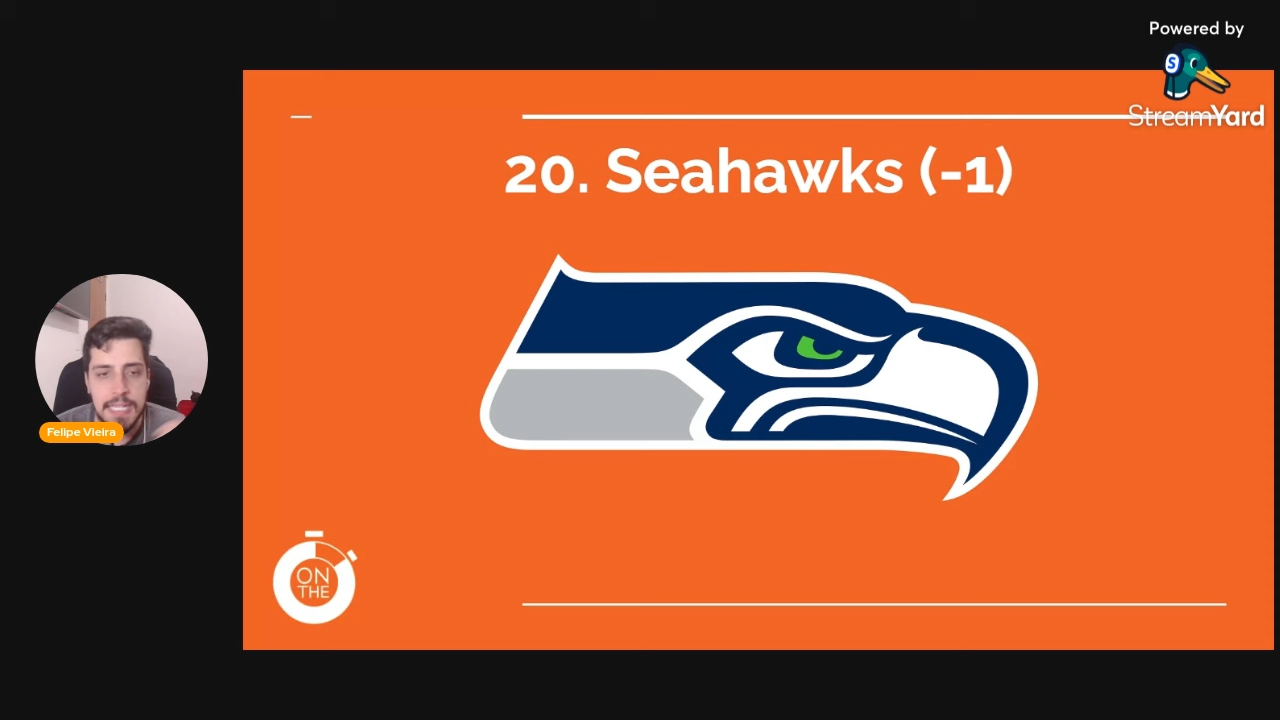 Powered by
S
StreamYard
20. Seahawks (-1)
Felipe Vieira
ON
THE